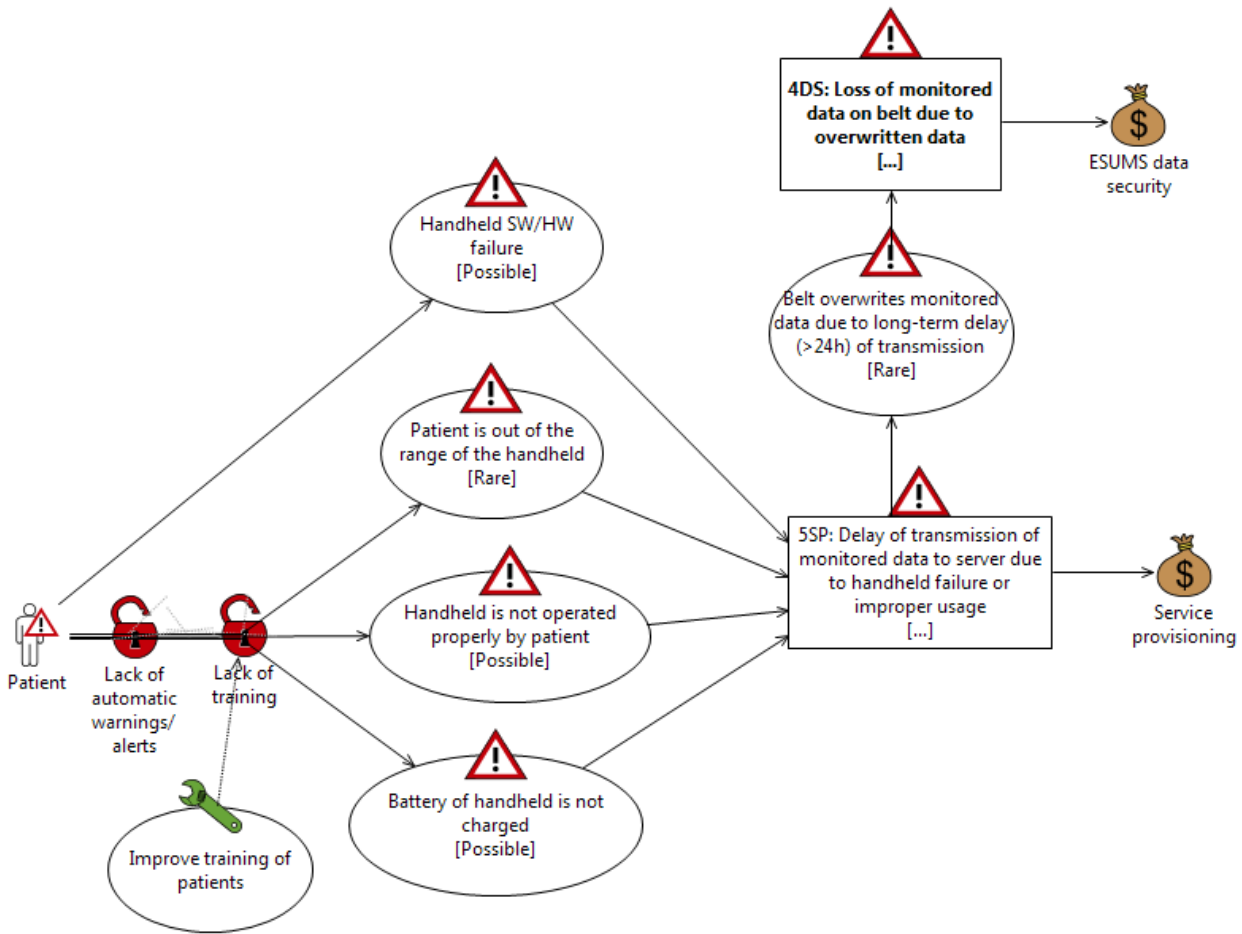 4DS: Loss of monitored
data on belt due to
overwritten data
[...]
ESUMS data
security
Handheld SW/HW
failure
[Possible]
Belt overwrites monitored
data due to long-term delay
(>24h) of transmission
[Rare]
Patient is out of the
range of the handheld
[Rare]
5SP: Delay of transmission of
monitored data to server due
to handheld failure or
improper usage
[...]
Service
provisioning
Handheld is not operated
properly by patient
[Possible]
Patient
Lack of
automatic
warnings/
alerts
Lack of
training
Battery of handheld is not
charged
[Possible]
Improve training of
patients